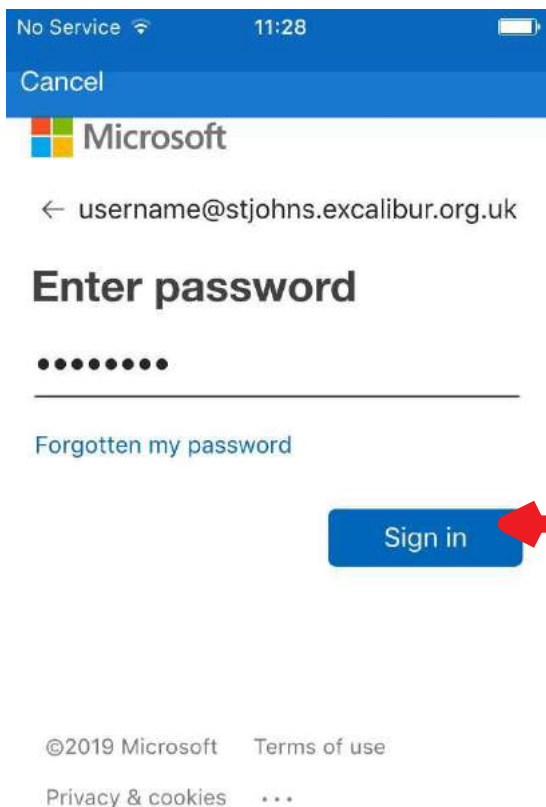 No Service 11:28
Cancel
Microsoft
← username@stjohns.excalibur.org.uk
Enter password
••••••••
Forgotten my password
Sign in
©2019 Microsoft Terms of use
Privacy & cookies ...